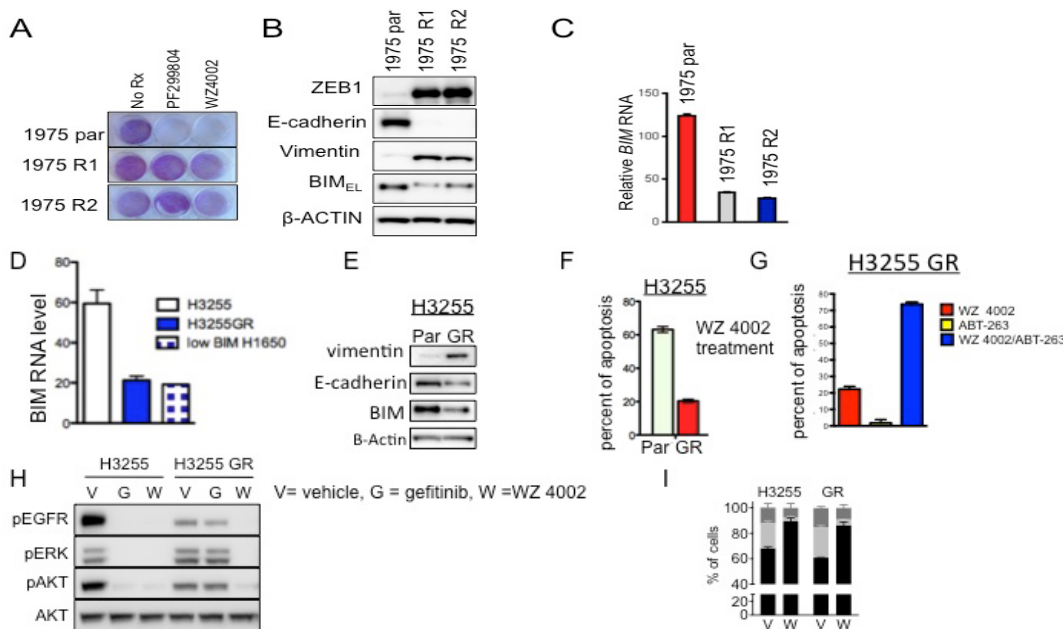 A
No Rx
PF299804
WZ4002
1975 par
1975 R1
1975 R2
B
1975 par
1975 R1
1975 R2
ZEB1
E-cadherin
Vimentin
BIMEL
β-ACTIN
C
Relative BIM RNA
150
100
50
0
1975 par
1975 R1
1975 R2
D
BIM RNA level
80
60
40
20
0
H3255
H3255GR
low BIM H1650
E
H3255
Par GR
vimentin
E-cadherin
BIM
B-Actin
F
H3255
percent of apoptosis
80
60
40
20
0
Par GR
WZ 4002
treatment
G
H3255 GR
percent of apoptosis
80
70
60
50
40
30
20
10
0
WZ 4002
ABT-263
WZ 4002/ABT-263
H
H3255 H3255 GR
V G W V G W
pEGFR
pERK
pAKT
AKT
V= vehicle, G = gefitinib, W =WZ 4002
I
H3255 GR
% of cells
100
80
60
40
20
0
V W V W